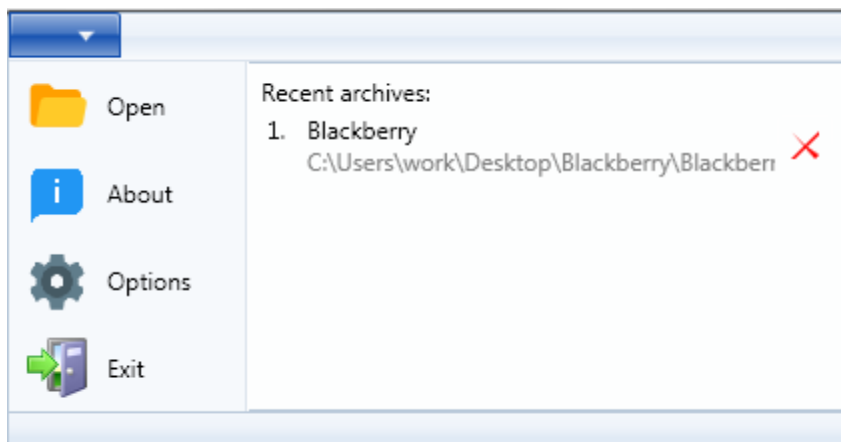 Open
About
Options
Exit
Recent archives:
1. Blackberry
C:\Users\work\Desktop\Blackberry\Blackberr